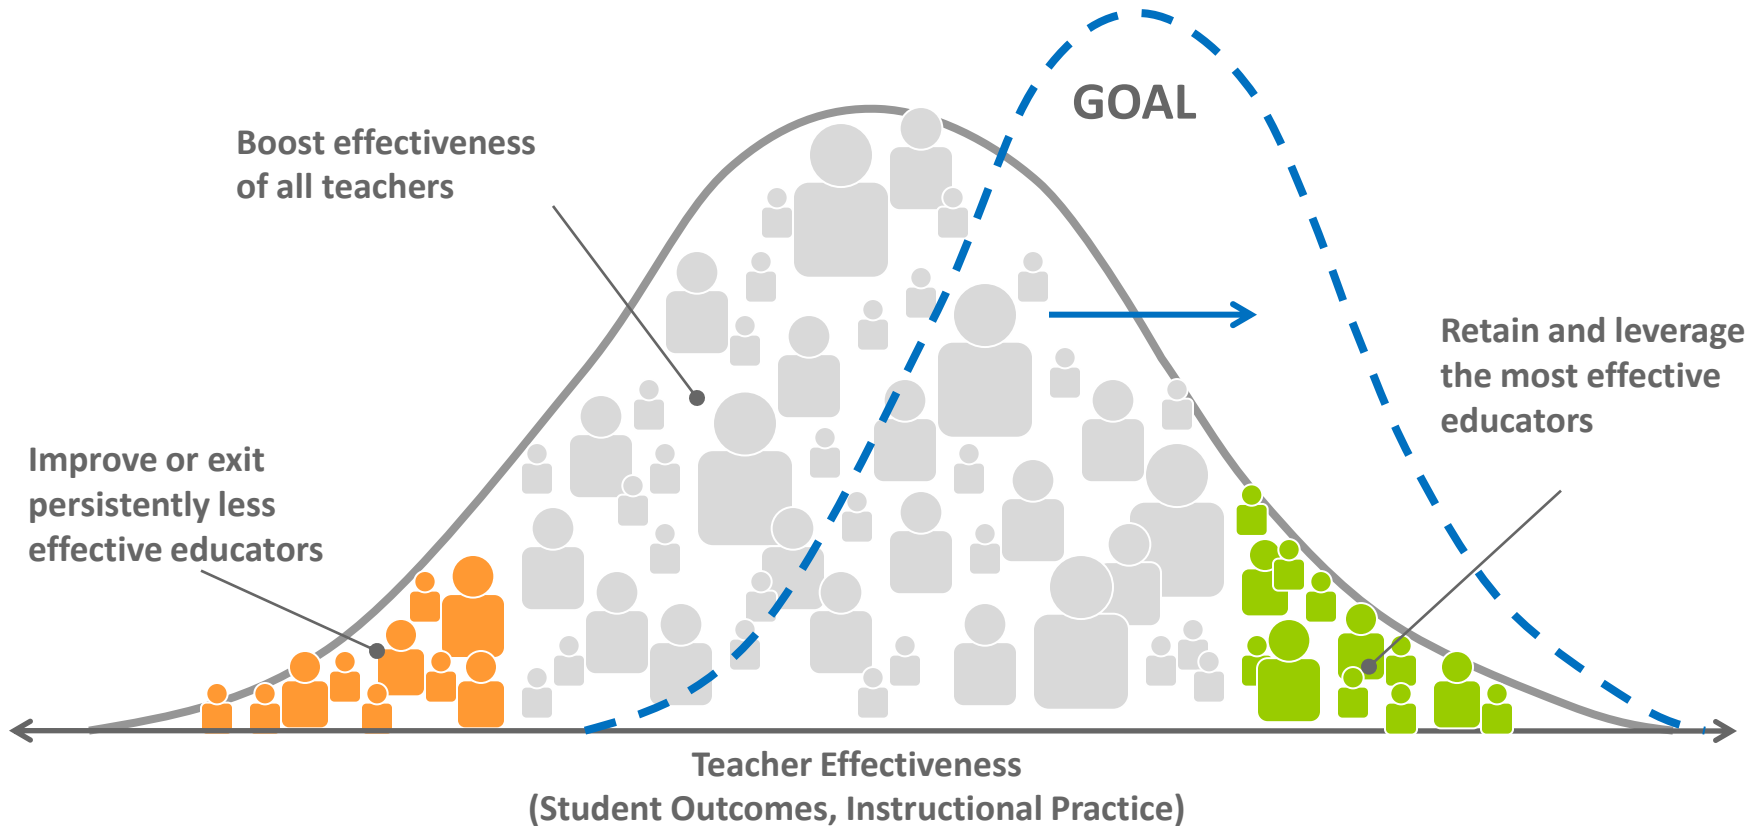 GOAL
Boost effectiveness
of all teachers
Retain and leverage
the most effective
educators
Improve or exit
persistently less
effective educators
Teacher Effectiveness
(Student Outcomes, Instructional Practice)